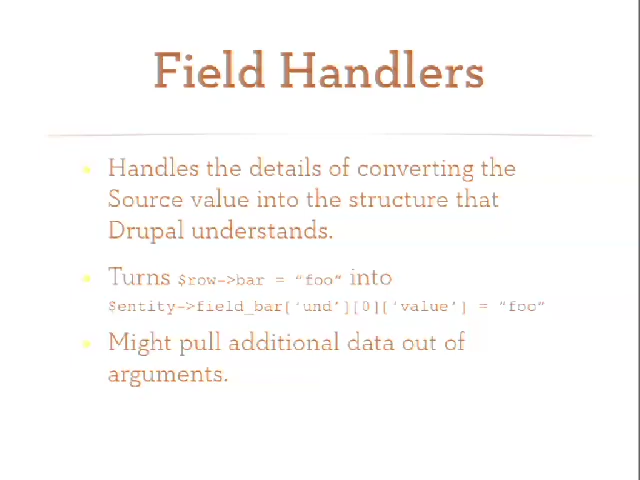 Field Handlers
Handles the details of converting the
Source value into the structure that
Drupal understands.
Turns $row->bar = “foo” into
$entity->field_bar[‘und’][0][‘value’] = “foo”
Might pull additional data out of
arguments.